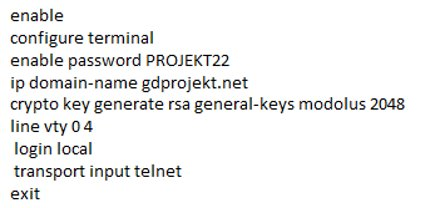 enable
configure terminal
enable password PROJEKT22
ip domain-name gdprojekt.net
crypto key generate rsa general-keys modolus 2048
line vty 0 4
login local
transport input telnet
exit